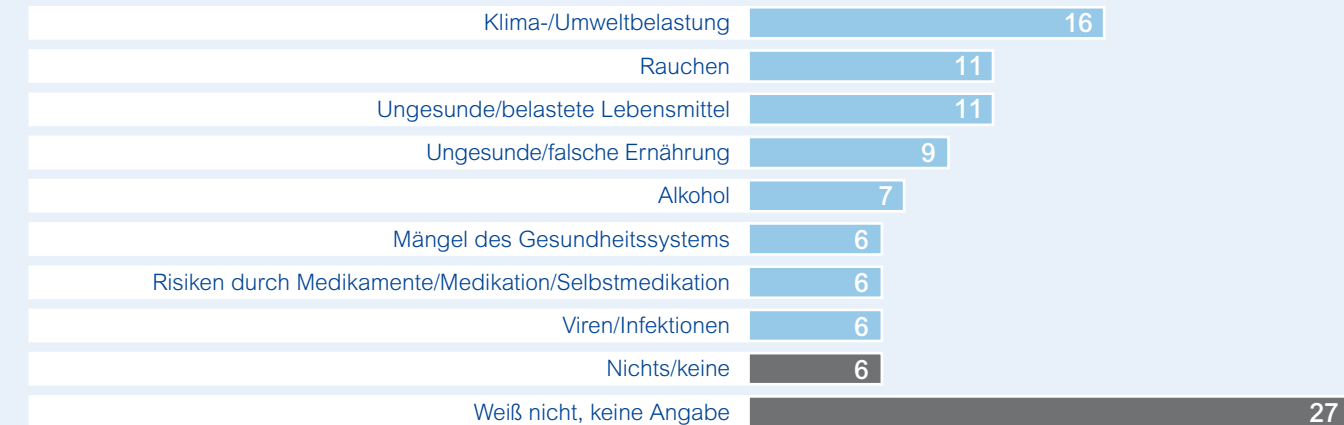 Klima-/Umweltbelastung 16
Rauchen 11
Ungesunde/belastete Lebensmittel 11
Ungesunde/falsche Ernährung 9
Alkohol 7
Mängel des Gesundheitssystems 6
Risiken durch Medikamente/Medikation/Selbstmedikation 6
Viren/Infektionen 6
Nichts/keine 6
Weiß nicht, keine Angabe 27